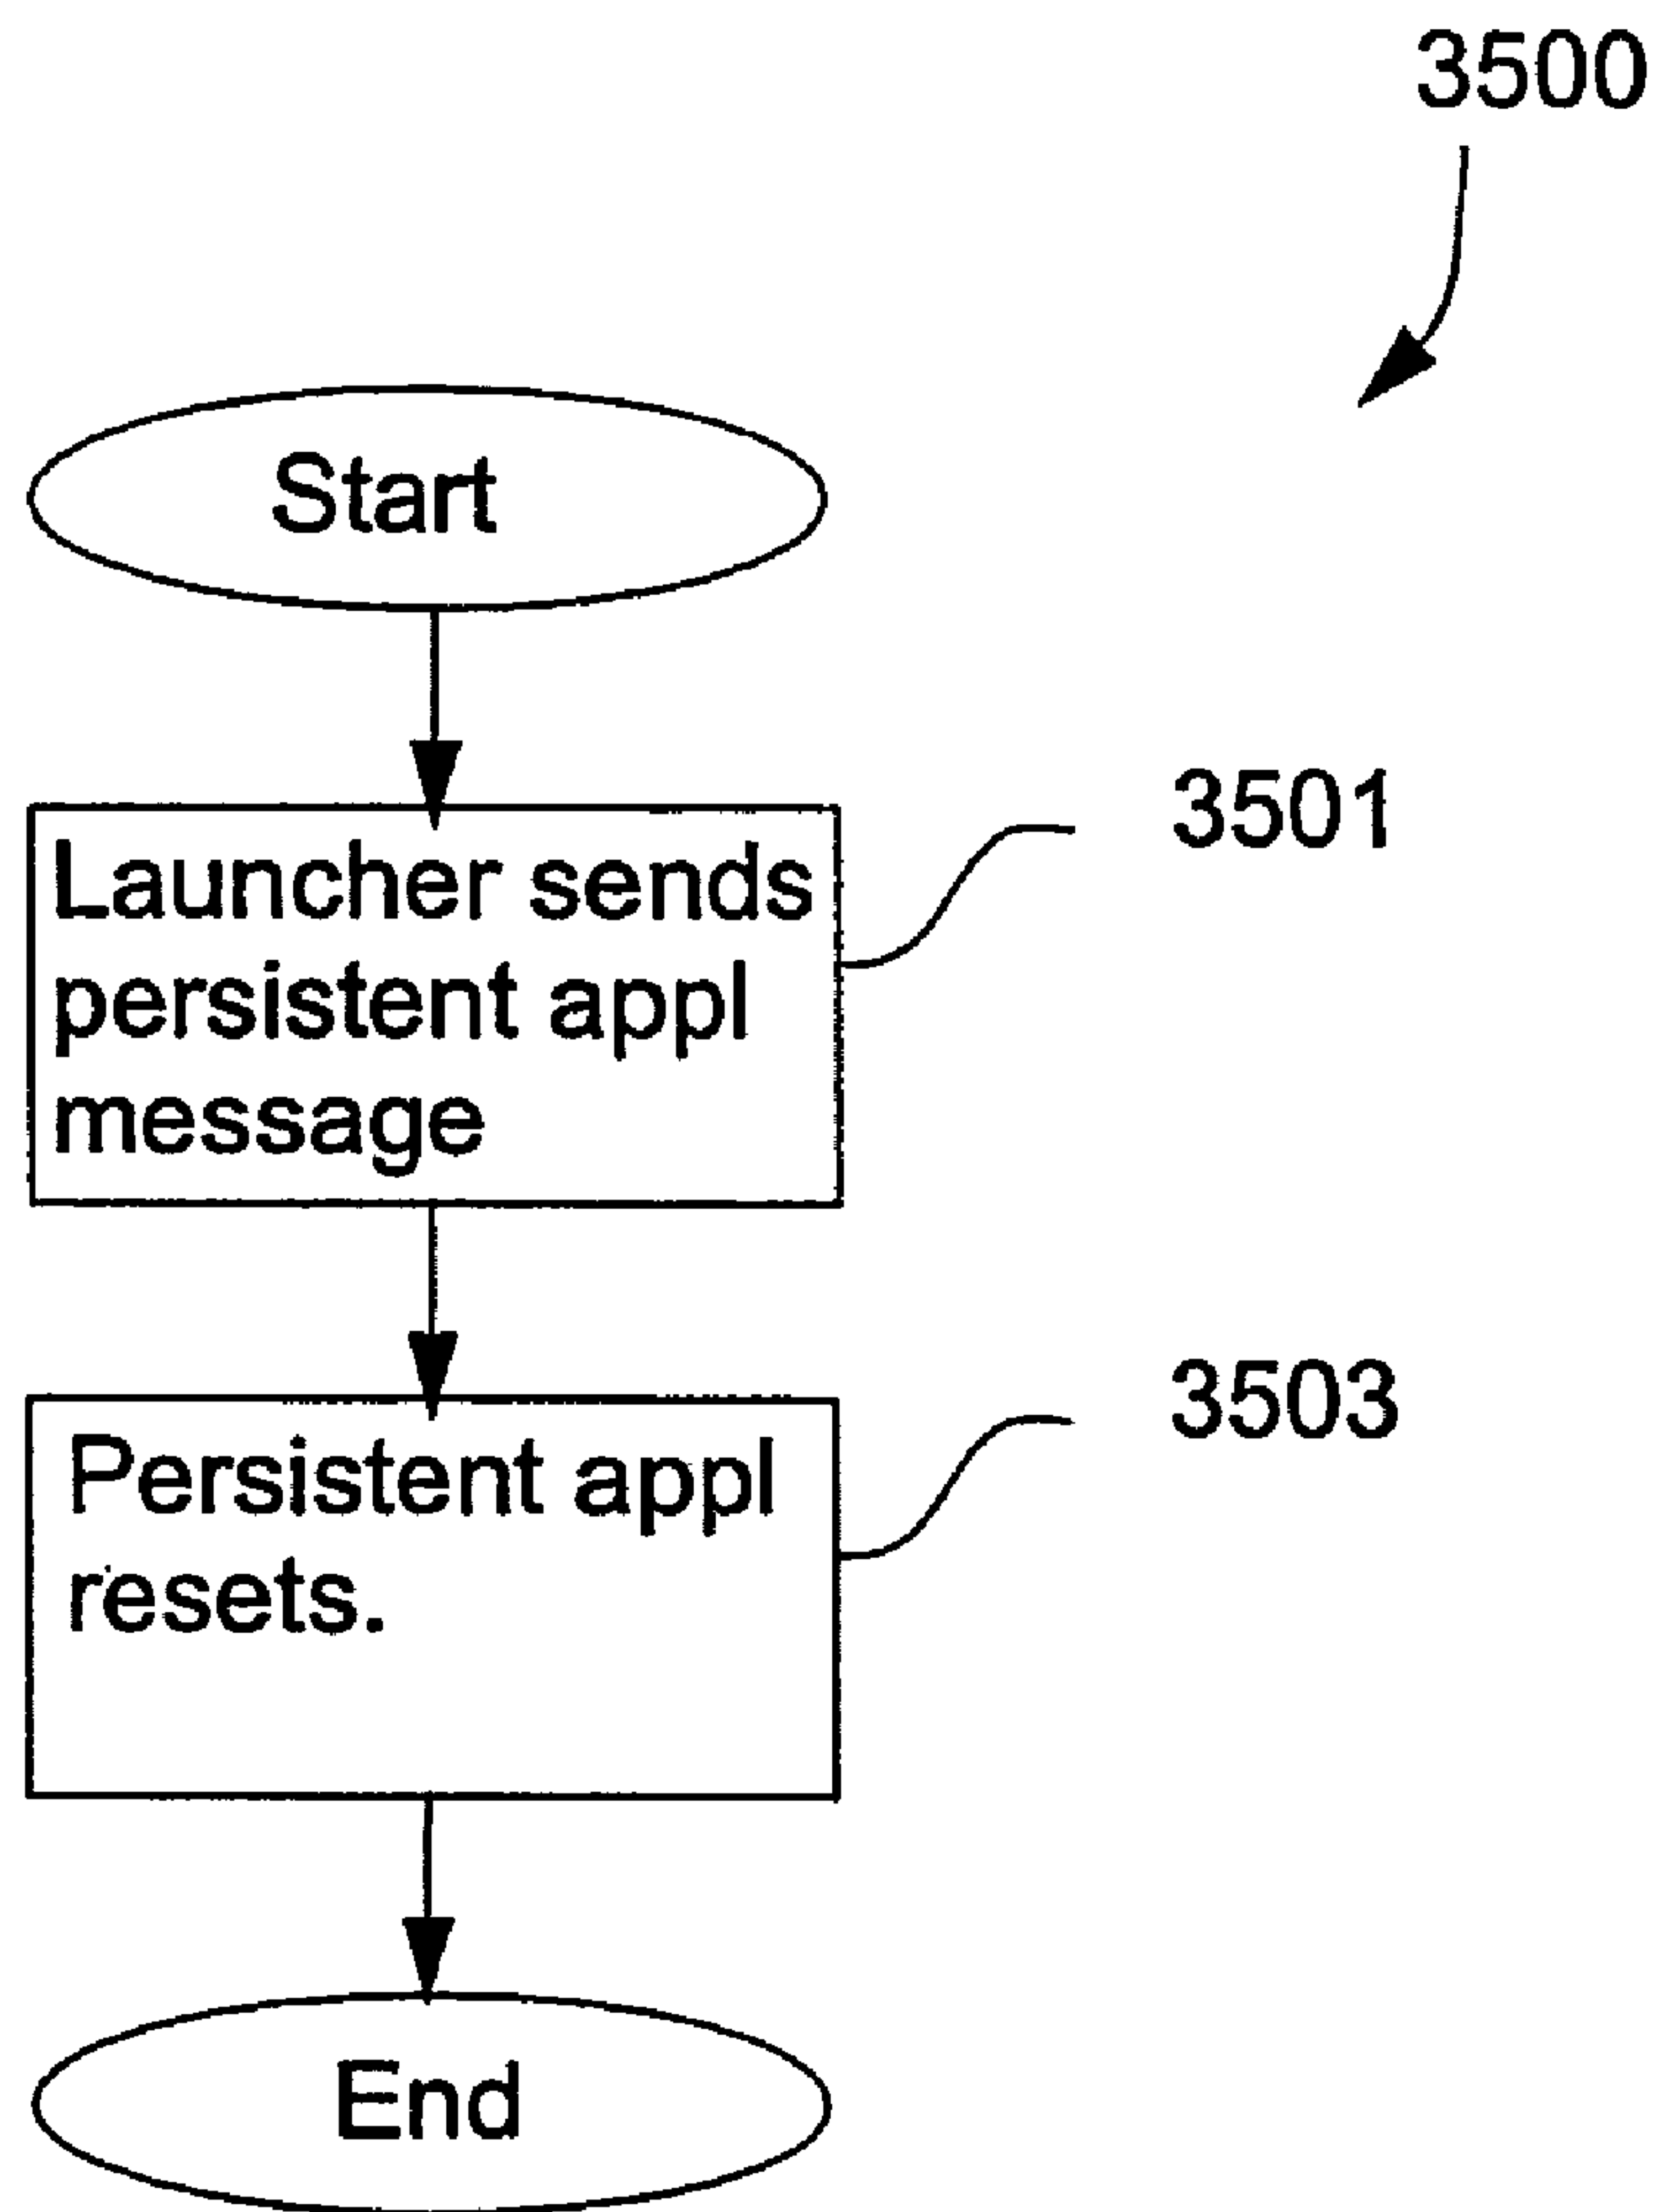 3500
Start
Launcher sends
persistent appl
message
3501
Persistent appl
resets.
3503
End